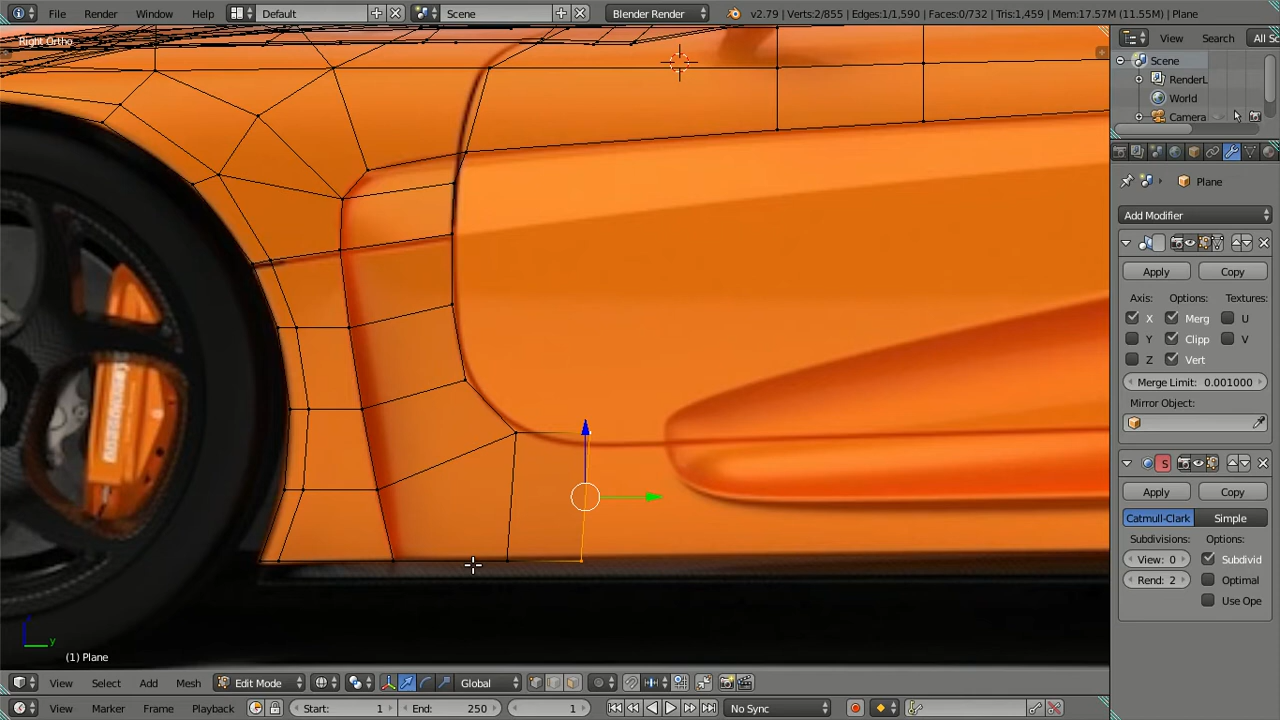 File Render Window Help Default Scene Blender Render v2.79 | Verts:2/855 | Edges:1/1,590 | Faces:0/732 | Tris:1,459 | Mem:17.57M (11.55M) | Plane
Right Ortho
View Search All Sc
Scene
RenderL
World
Camera
Plane
Add Modifier
Apply Copy
Axis: Options: Textures:
X Merg U
Y Clipp V
Z Vert
Merge Limit: 0.001000
Mirror Object:
S
Apply Copy
Catmull-Clark Simple
Subdivisions: Options:
View: 0 Subdivid
Rend: 2 Optimal
Use Ope
y
(1) Plane
View Select Add Mesh Edit Mode Global
View Marker Frame Playback Start: 1 End: 250 1 No Sync